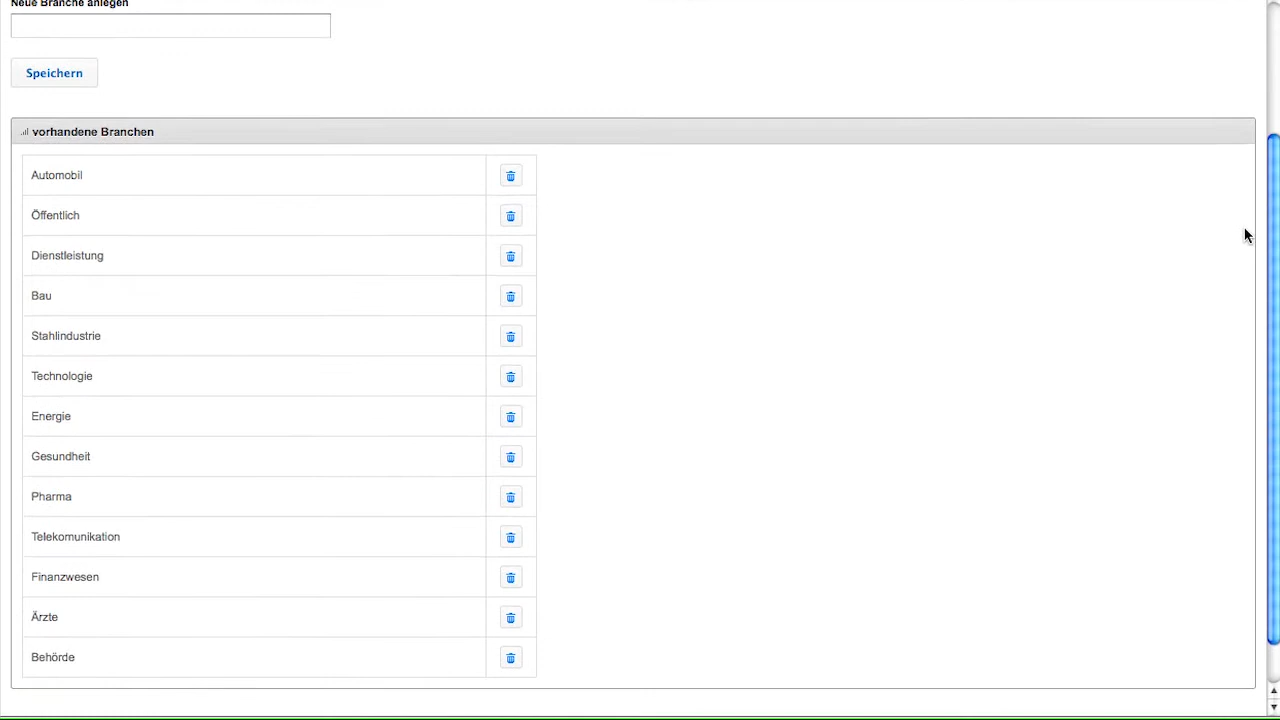 Neue Branche anlegen
Speichern
vorhandene Branchen
Automobil
Öffentlich
Dienstleistung
Bau
Stahlindustrie
Technologie
Energie
Gesundheit
Pharma
Telekomunikation
Finanzwesen
Ärzte
Behörde